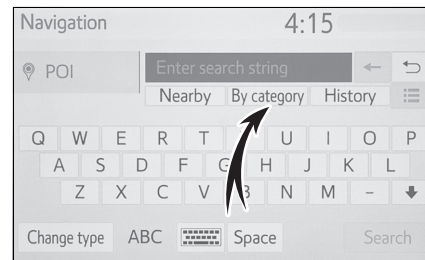 Navigation 4:15
POI Enter search string
Nearby By category History
Q W E R T U I O P
A S D F G H J K L
Z X C V B N M -
Change type ABC Space Search